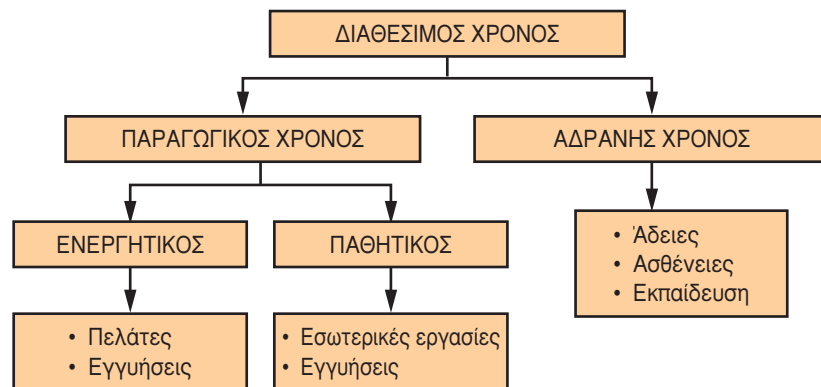 ΔΙΑΘΕΣΙΜΟΣ ΧΡΟΝΟΣ
ΠΑΡΑΓΩΓΙΚΟΣ ΧΡΟΝΟΣ
ΑΔΡΑΝΗΣ ΧΡΟΝΟΣ
ΕΝΕΡΓΗΤΙΚΟΣ
ΠΑΘΗΤΙΚΟΣ
• Άδειες
• Ασθένειες
• Εκπαίδευση
• Πελάτες
• Εγγυήσεις
• Εσωτερικές εργασίες
• Εγγυήσεις